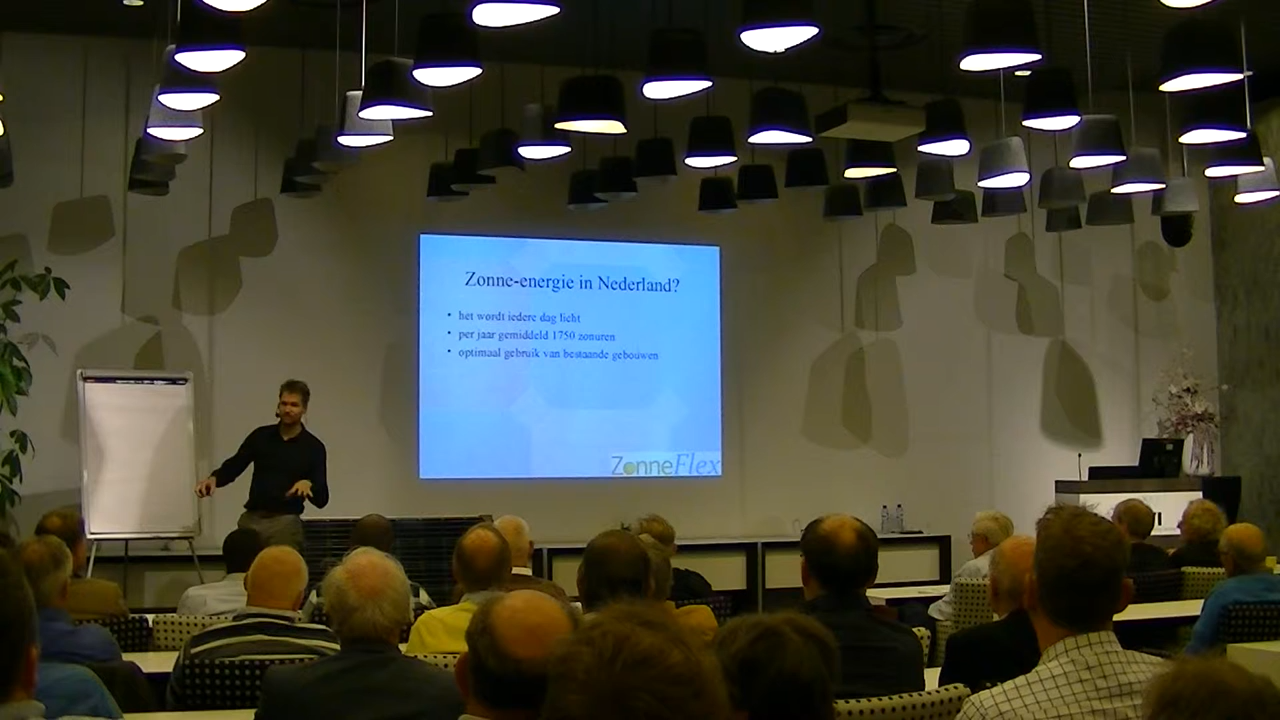 Zonne-energie in Nederland?
• het wordt iedere dag licht
• per jaar gemiddeld 1750 zonuren
• optimaal gebruik van bestaande gebouwen
ZonneFlex